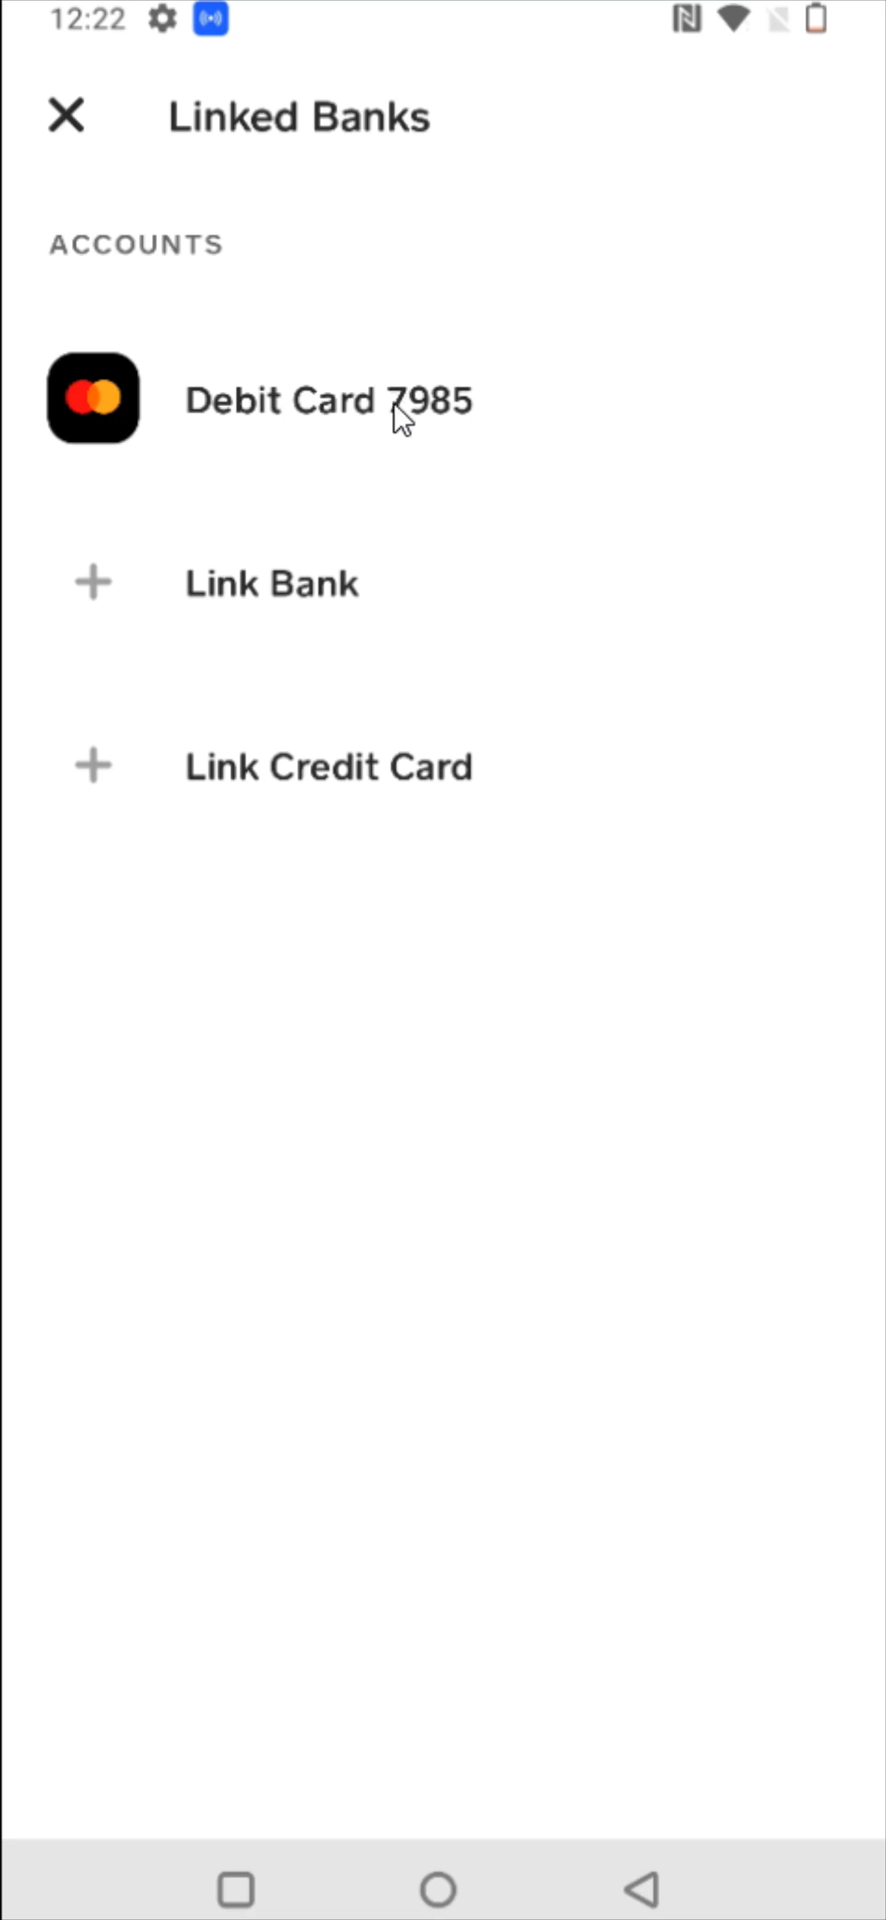 12:22
Linked Banks
ACCOUNTS
Debit Card 7985
Link Bank
Link Credit Card